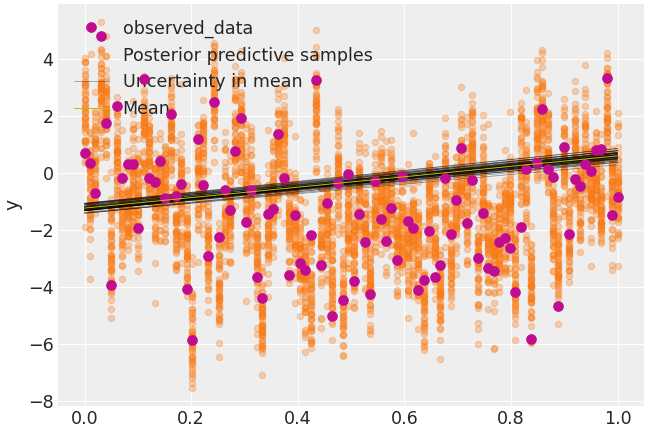 observed_data
Posterior predictive samples
Uncertainty in mean
Mean
4
2
0
−2
−4
−6
−8
y
0.0 0.2 0.4 0.6 0.8 1.0